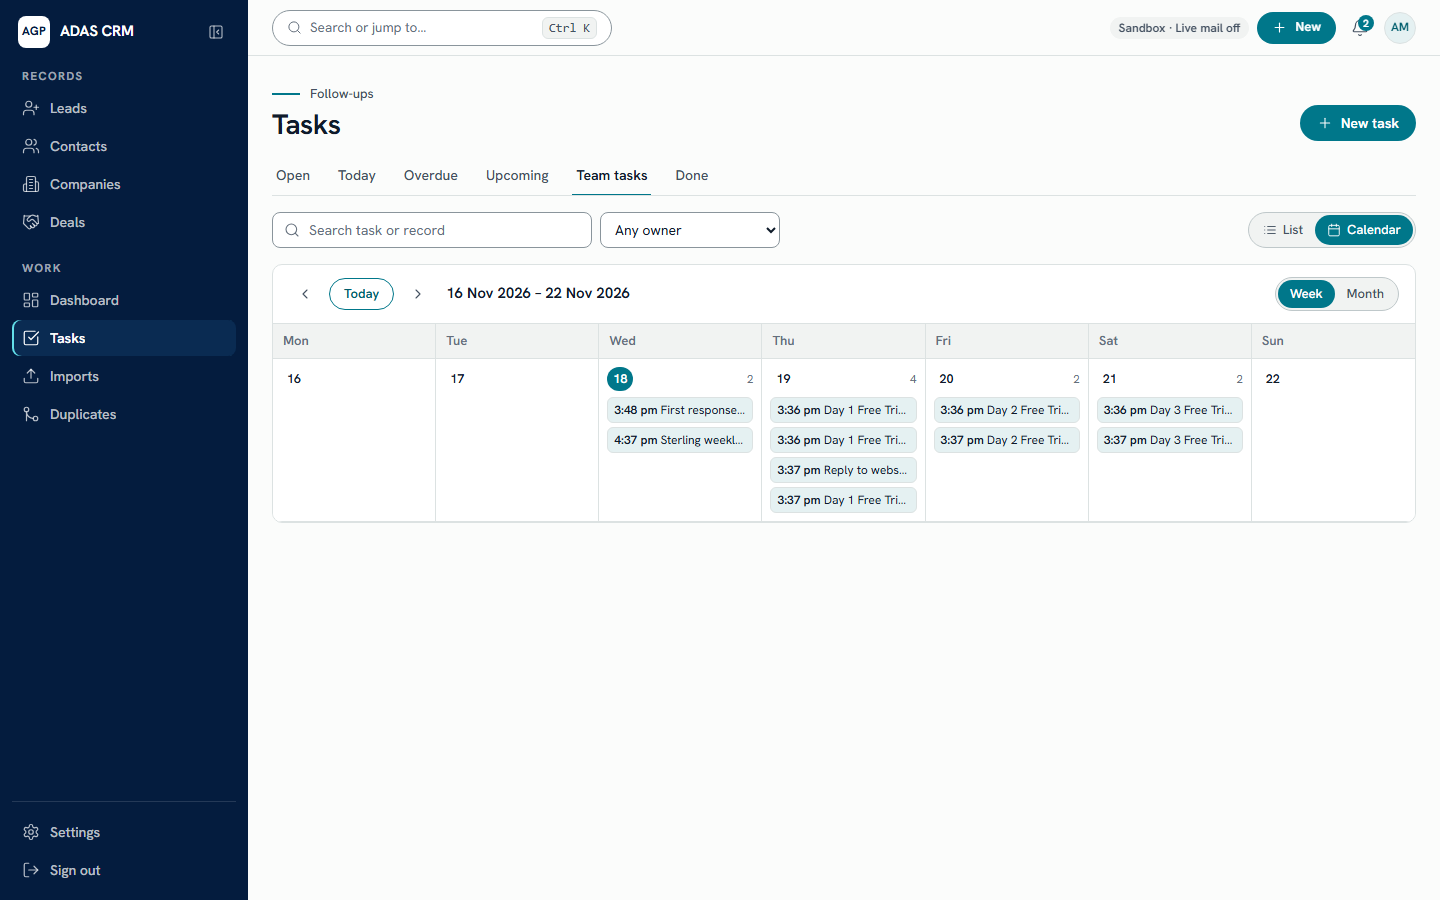 AGP ADAS CRM
RECORDS
Leads
Contacts
Companies
Deals
WORK
Dashboard
Tasks
Imports
Duplicates
Settings
Sign out
Search or jump to... Ctrl K
Sandbox · Live mail off
New
2
AM
Follow-ups
Tasks
New task
Open Today Overdue Upcoming Team tasks Done
Search task or record
Any owner
List Calendar
Today
16 Nov 2026 – 22 Nov 2026
Week Month
Mon Tue Wed Thu Fri Sat Sun
16
17
18 2
3:48 pm First response...
4:37 pm Sterling weekl...
19 4
3:36 pm Day 1 Free Tri...
3:36 pm Day 1 Free Tri...
3:37 pm Reply to webs...
3:37 pm Day 1 Free Tri...
20 2
3:36 pm Day 2 Free Tri...
3:37 pm Day 2 Free Tri...
21 2
3:36 pm Day 3 Free Tri...
3:37 pm Day 3 Free Tri...
22